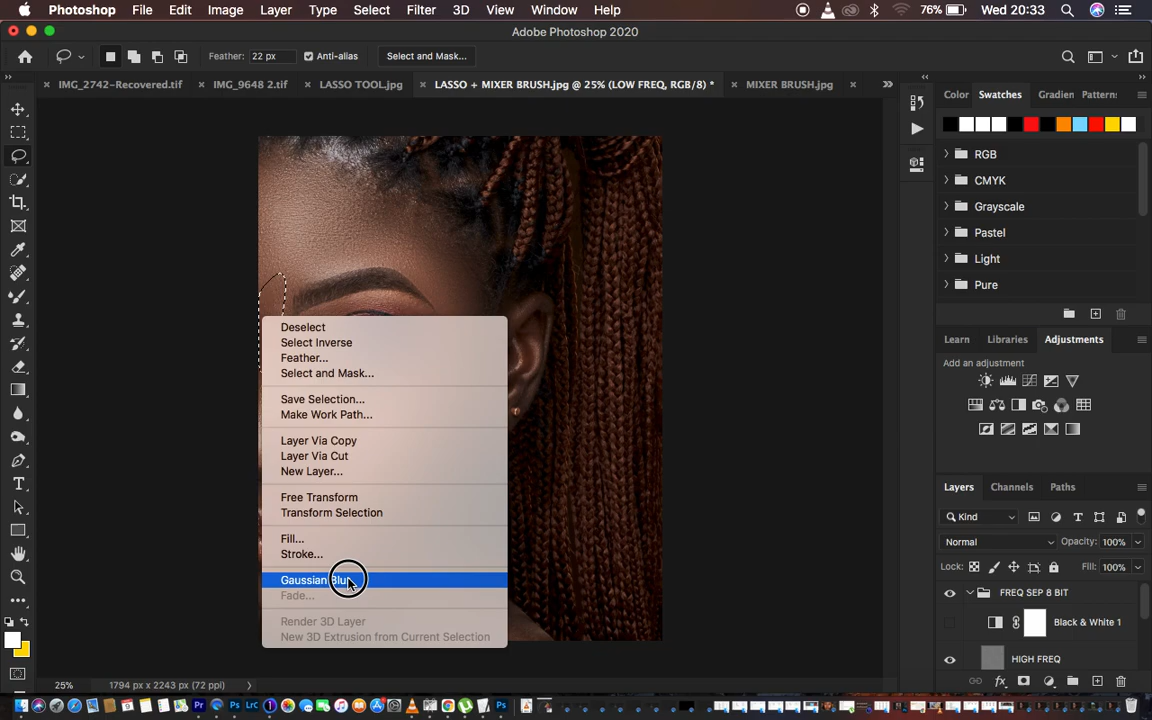 Photoshop File Edit Image Layer Type Select Filter 3D View Window Help 76% Wed 20:33
Adobe Photoshop 2020
Feather: 22 px Anti-alias Select and Mask...
IMG_2742-Recovered.tif IMG_9648 2.tif LASSO TOOL.jpg LASSO + MIXER BRUSH.jpg @ 25% (LOW FREQ, RGB/8) * MIXER BRUSH.jpg
Color Swatches Gradien Pattern:
RGB
CMYK
Grayscale
Pastel
Light
Pure
Deselect
Select Inverse
Feather...
Select and Mask...
Save Selection...
Make Work Path...
Layer Via Copy
Layer Via Cut
New Layer...
Free Transform
Transform Selection
Fill...
Stroke...
Gaussian Blur
Fade...
Render 3D Layer
New 3D Extrusion from Current Selection
Learn Libraries Adjustments
Add an adjustment
Layers Channels Paths
Kind
Normal Opacity: 100%
Lock: Fill: 100%
FREQ SEP 8 BIT
Black & White 1
HIGH FREQ
25% 1794 px x 2243 px (72 ppi)